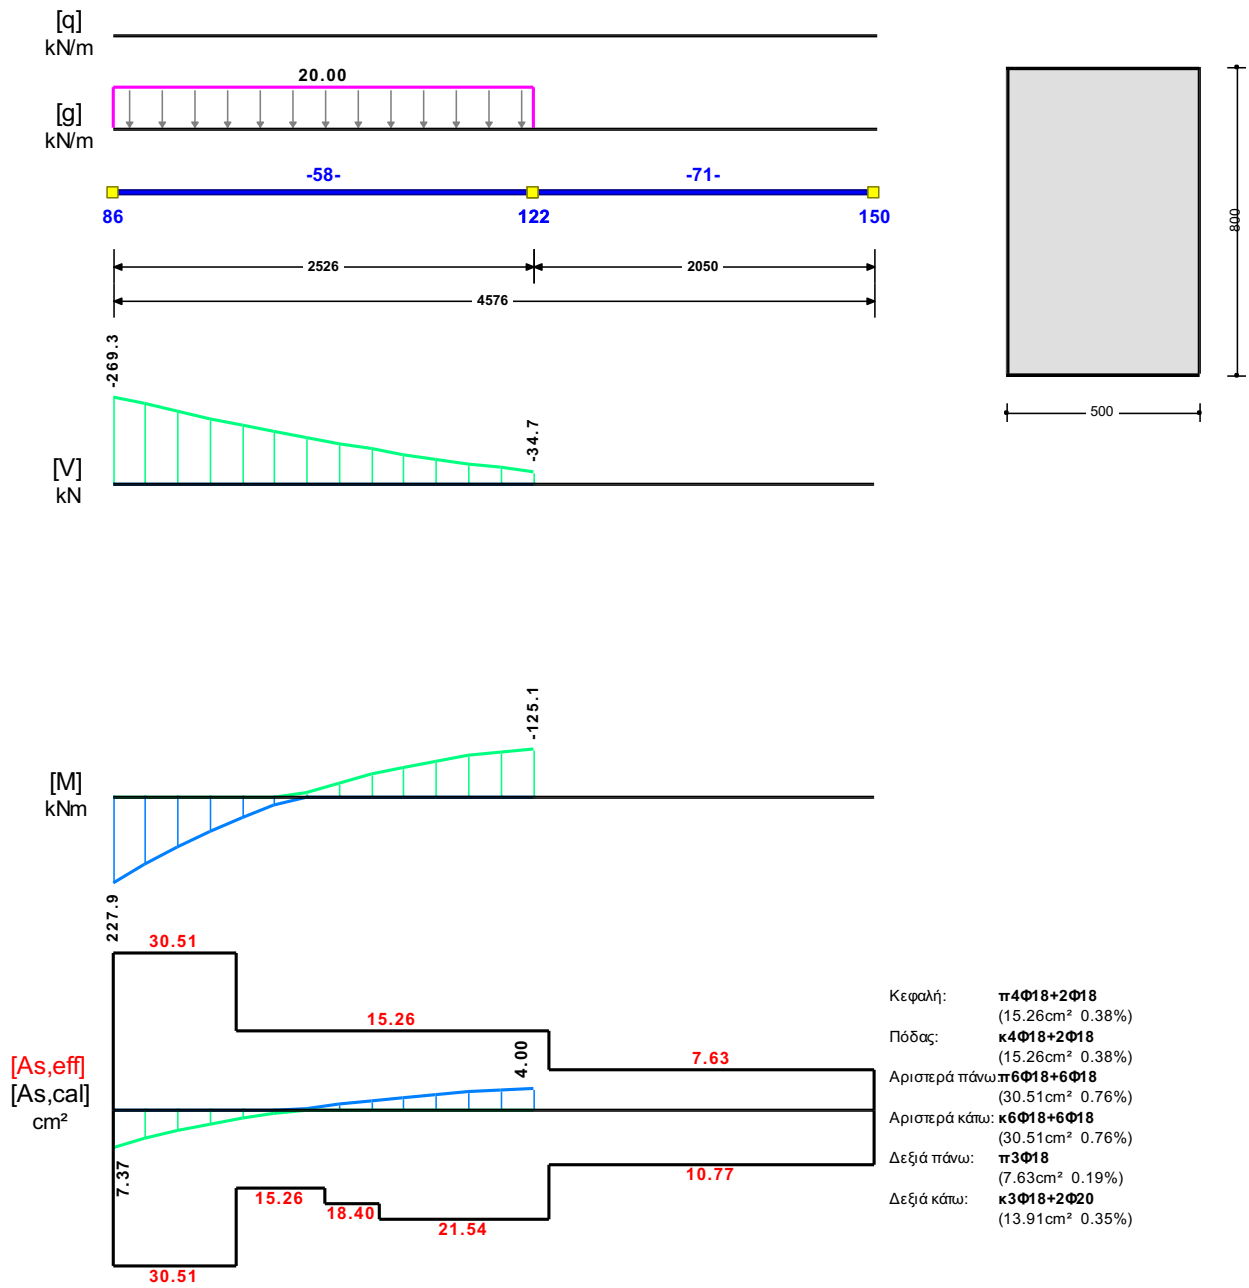 [q]
kN/m
20.00
[g]
kN/m
-58-
-71-
86
122
150
2526
2050
4576
800
500
-269.3
-34.7
[V]
kN
-125.1
[M]
kNm
227.9
30.51
15.26
7.63
4.00
[As,eff]
[As,cal]
cm²
7.37
15.26
18.40
21.54
10.77
30.51
Κεφαλή: π4Φ18+2Φ18
(15.26cm² 0.38%)
Πόδας: κ4Φ18+2Φ18
(15.26cm² 0.38%)
Αριστερά πάνω: π6Φ18+6Φ18
(30.51cm² 0.76%)
Αριστερά κάτω: κ6Φ18+6Φ18
(30.51cm² 0.76%)
Δεξιά πάνω: π3Φ18
(7.63cm² 0.19%)
Δεξιά κάτω: κ3Φ18+2Φ20
(13.91cm² 0.35%)